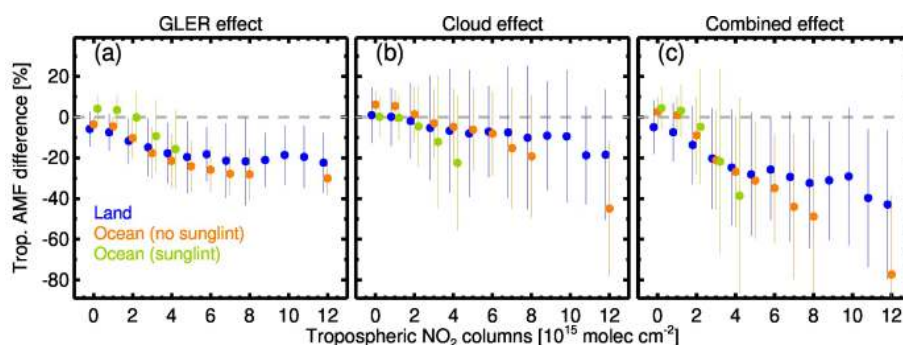 GLER effect Cloud effect Combined effect
(a) (b) (c)
Trop. AMF difference [%]
20
0
-20
-40
-60
-80
Land
Ocean (no sunglint)
Ocean (sunglint)
0 2 4 6 8 10 12 0 2 4 6 8 10 12 0 2 4 6 8 10 12
Tropospheric NO₂ columns [10¹⁵ molec cm⁻²]